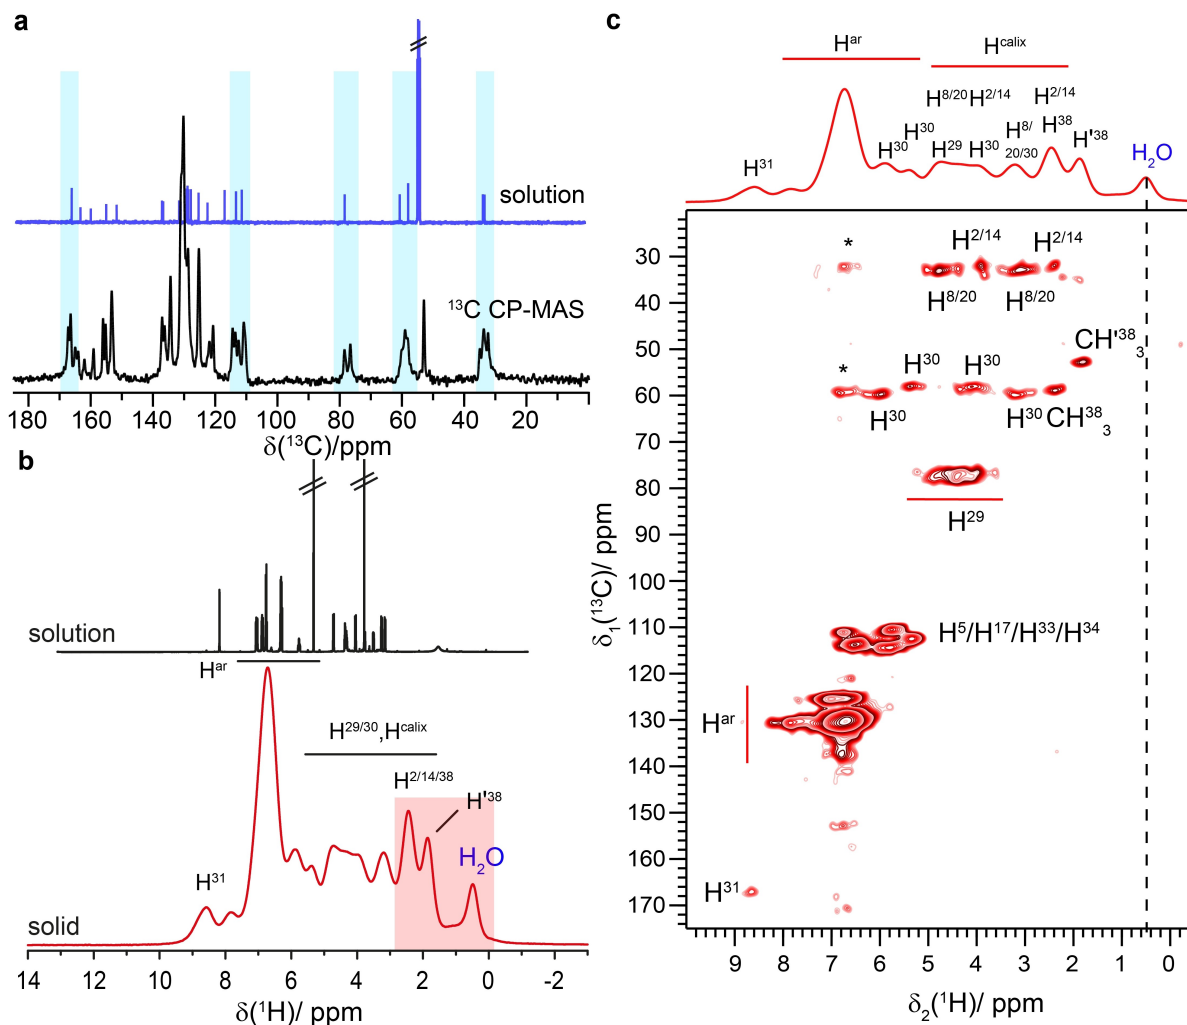 a
solution
¹³C CP-MAS
180 160 140 120 100 80 60 40 20
δ(¹³C)/ppm
b
solution
Hᵃʳ
H²⁹/³⁰,Hᶜᵃˡⁱˣ
H²/¹⁴/³⁸
H'³⁸
H₂O
H³¹
solid
14 12 10 8 6 4 2 0 -2
δ(¹H)/ ppm
c
Hᵃʳ Hᶜᵃˡⁱˣ
H⁸/²⁰ H²/¹⁴ H²/¹⁴
H³⁰ H⁸/ H³⁸ H'³⁸
H³¹ H³⁰ H²⁹ H³⁰ 20/30 H₂O
* H²/¹⁴ H²/¹⁴
H⁸/²⁰ H⁸/²⁰
CH'³⁸₃
* H³⁰ H³⁰
H³⁰ H³⁰ CH³⁸₃
H²⁹
H⁵/H¹⁷/H³³/H³⁴
Hᵃʳ
H³¹
30
40
50
60
70
80
90
100
110
120
130
140
150
160
170
δ₁(¹³C)/ ppm
9 8 7 6 5 4 3 2 1 0
δ₂(¹H)/ ppm